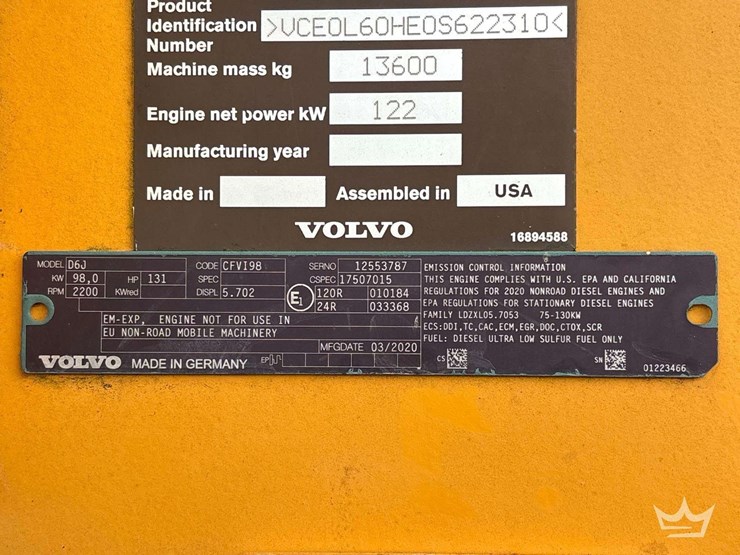 Product
Identification >VCE0L60HE0S622310<
Number
Machine mass kg 13600
Engine net power kW 122
Manufacturing year
Made in Assembled in USA
VOLVO
16894588
MODEL D6J CODE CFVI98 SERNO 12553787
KW 98,0 HP 131 SPEC CSPEC 17507015
RPM 2200 KWred DISPL 5.702 E1 120R 010184
24R 033368
EM-EXP, ENGINE NOT FOR USE IN
EU NON-ROAD MOBILE MACHINERY
MFGDATE 03/2020
VOLVO MADE IN GERMANY EP
EMISSION CONTROL INFORMATION
THIS ENGINE COMPLIES WITH U.S. EPA AND CALIFORNIA
REGULATIONS FOR 2020 NONROAD DIESEL ENGINES AND
EPA REGULATIONS FOR STATIONARY DIESEL ENGINES
FAMILY LDZXL05.7053 75-130KW
ECS:DDI,TC,CAC,ECM,EGR,DOC,CTOX,SCR
FUEL: DIESEL ULTRA LOW SULFUR FUEL ONLY
CS SN 01223466